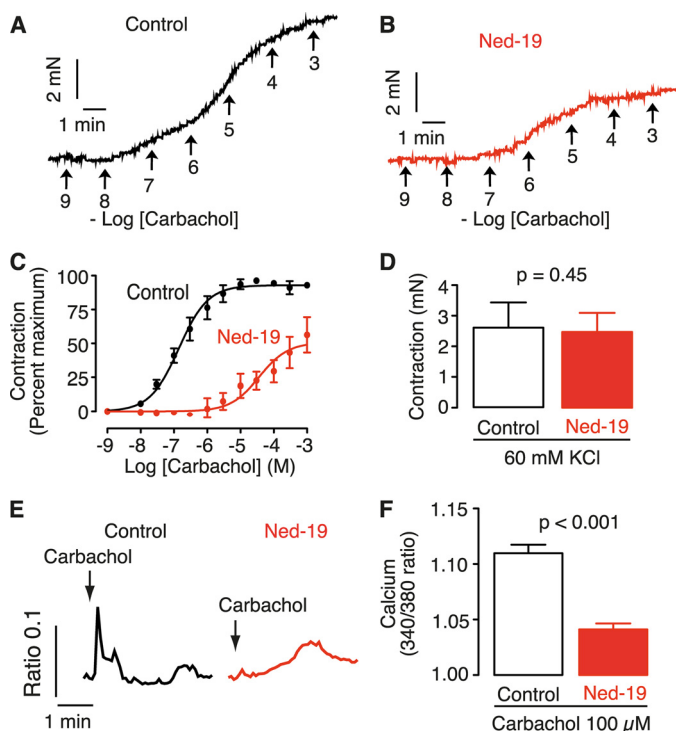 A
Control
2 mN
1 min
9 8 7 6 5 4 3
- Log [Carbachol]
B
Ned-19
2 mN
1 min
9 8 7 6 5 4 3
- Log [Carbachol]
C
Contraction
(Percent maximum)
100
75
50
25
0
Control
Ned-19
-9 -8 -7 -6 -5 -4 -3
Log [Carbachol] (M)
D
p = 0.45
Contraction (mN)
4
3
2
1
0
Control Ned-19
60 mM KCl
E
Control
Ned-19
Carbachol
Carbachol
Ratio 0.1
1 min
F
p < 0.001
Calcium
(340/380 ratio)
1.15
1.10
1.05
1.00
Control Ned-19
Carbachol 100 µM